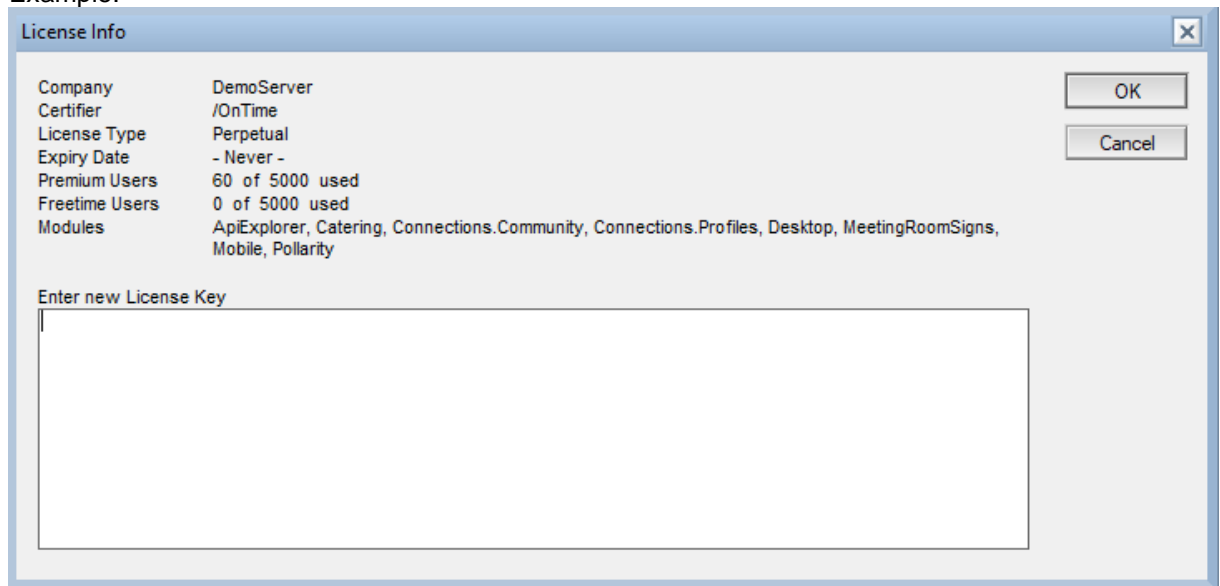 Example:
License Info
Company DemoServer
Certifier /OnTime
License Type Perpetual
Expiry Date - Never -
Premium Users 60 of 5000 used
Freetime Users 0 of 5000 used
Modules ApiExplorer, Catering, Connections.Community, Connections.Profiles, Desktop, MeetingRoomSigns,
Mobile, Pollarity
OK
Cancel
Enter new License Key